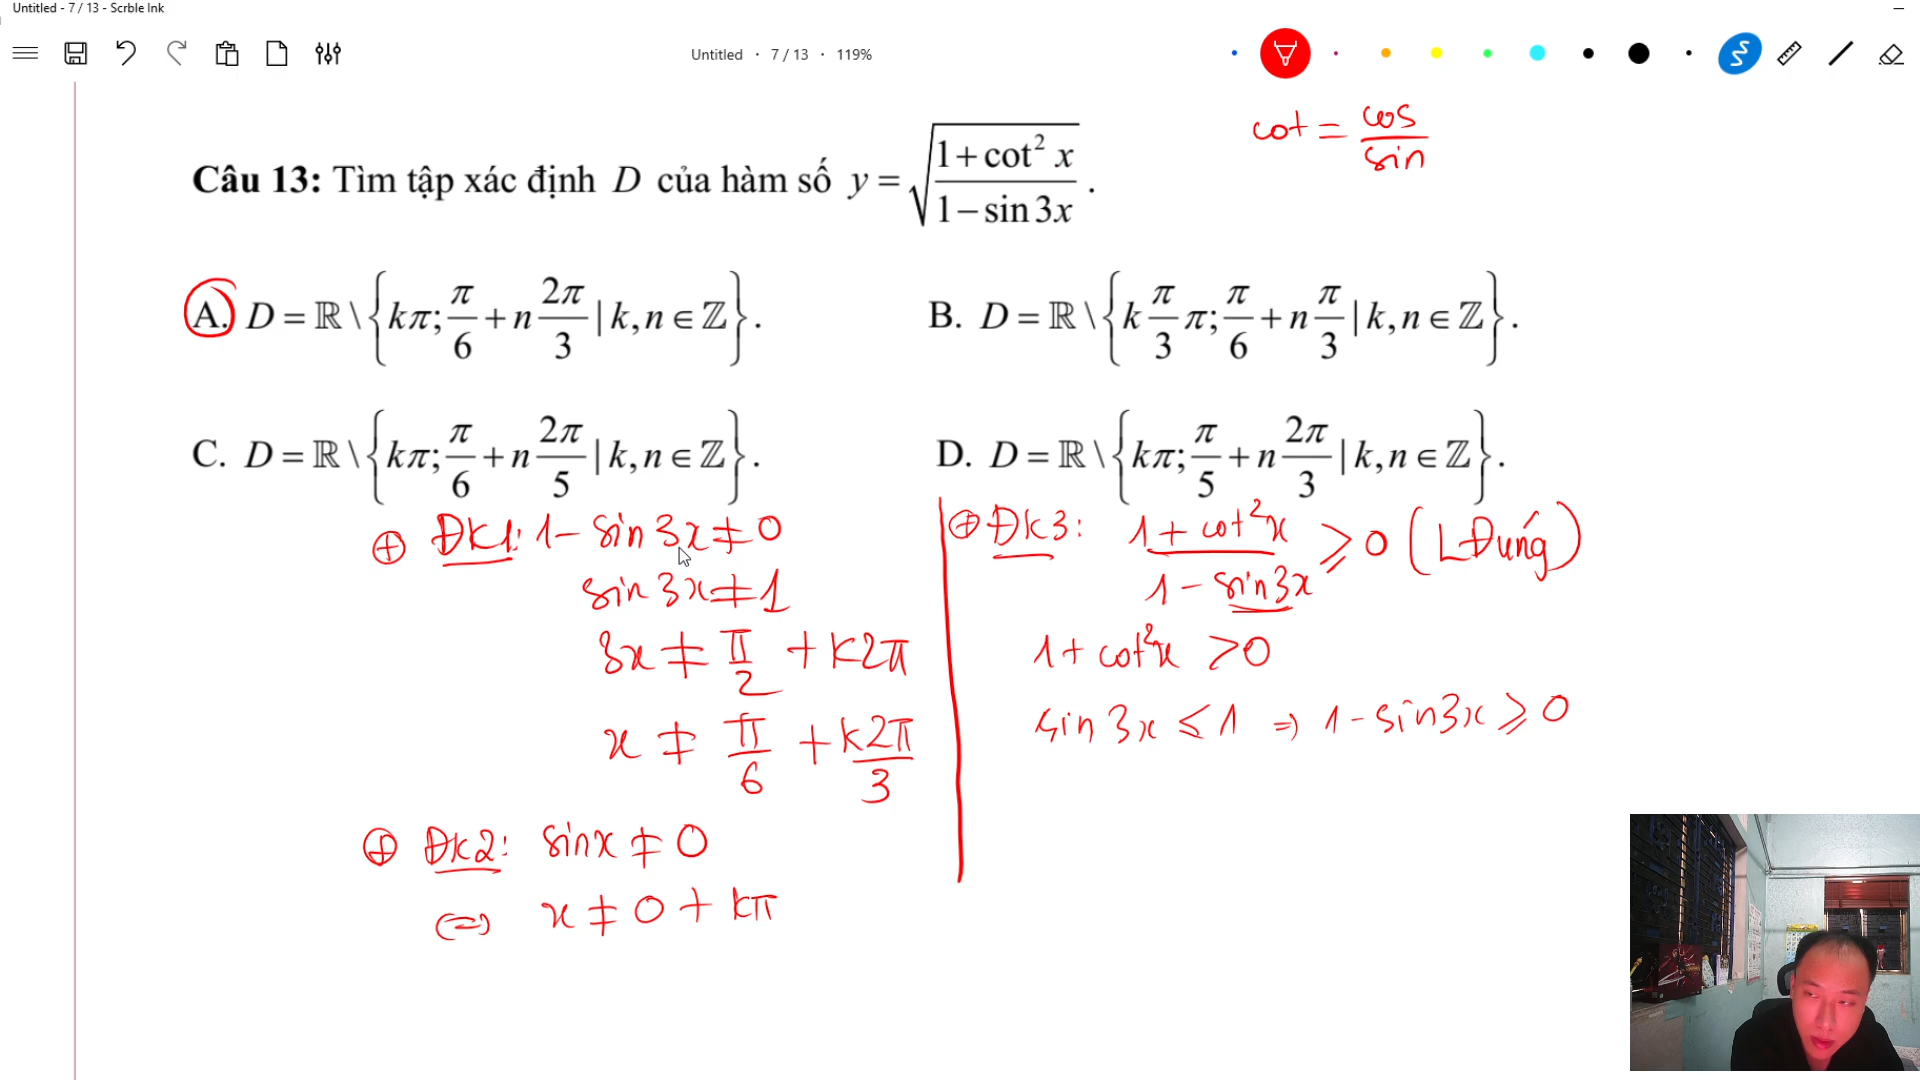 Untitled - 7 / 13 - Scrble Ink
Untitled · 7 / 13 · 119%
cot = cos/sin
Câu 13: Tìm tập xác định D của hàm số y = √((1 + cot² x)/(1 − sin 3x)) .
A. D = ℝ \ {kπ; π/6 + n 2π/3 | k, n ∈ ℤ}.
B. D = ℝ \ {k π/3 π; π/6 + n π/3 | k, n ∈ ℤ}.
C. D = ℝ \ {kπ; π/6 + n 2π/5 | k, n ∈ ℤ}.
D. D = ℝ \ {kπ; π/5 + n 2π/3 | k, n ∈ ℤ}.
⊕ ĐK1: 1 − sin 3x ≠ 0
sin 3x ≠ 1
3x ≠ π/2 + k2π
x ≠ π/6 + k2π/3
⊕ ĐK2: sinx ≠ 0
⇔ x ≠ 0 + kπ
⊕ ĐK3: (1 + cot²x)/(1 − sin3x) ≥ 0 (LĐúng)
1 + cot²x > 0
sin 3x ≤ 1 ⇒ 1 − sin3x ≥ 0